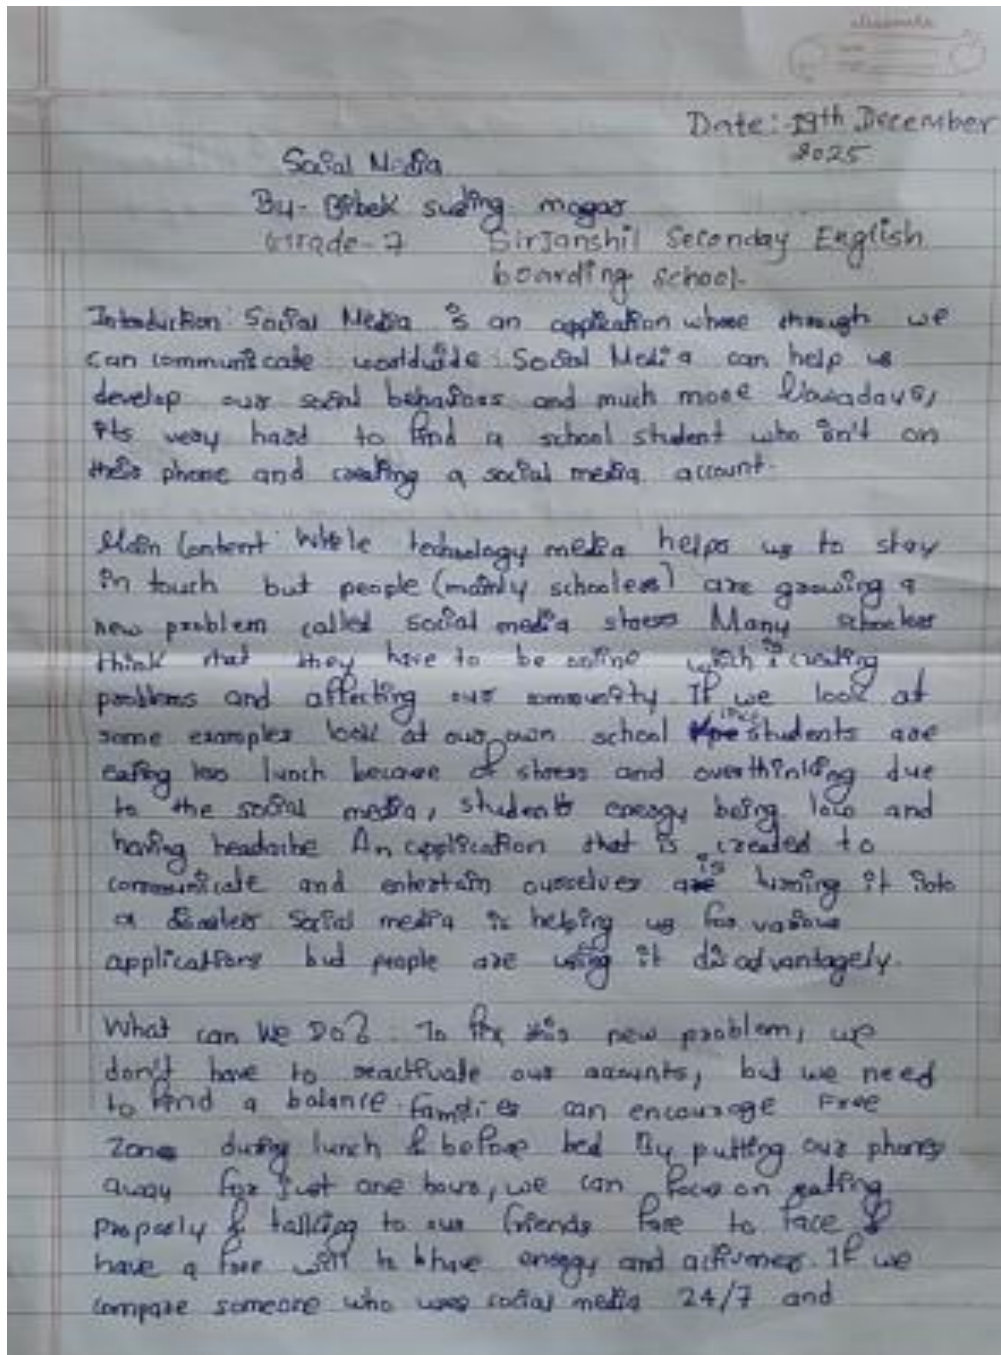 classmate
Date:-19th December
2025
Social Media
By- Bibek suding magar
Grade-7 Sirjanshil Seconday English
boarding school.
Introduction: Social Media is an application where through we
can communicate worldwide. Social Media can help us
develop our social behaviors and much more. Nowadays,
its very hard to find a school student who isn't on
their phone and creating a social media account.
Main Content: While technology media helps us to stay
in touch but people (mainly schoolers) are growing a
new problem called social media stress. Many schoolers
think that they have to be online which is creating
problems and affecting our community. If we look at
some examples look at our own school students are
eating less lunch because of stress and overthinking due
to the social media, students energy being low and
having headache. An application that is created to
communicate and entertain ourselves is turning it into
a disaster. Social media is helping us for various
applications but people are using it disadvantagely.
What can We Do? To fix this new problem, we
don't have to reactivate our accounts, but we need
to find a balance. families can encourage Free
Zone during lunch & before bed. By putting our phones
away for just one hours, we can focus on eating
properly & talking to our friends face to face &
have a free will to have energy and activeness. If we
compare someone who uses social media 24/7 and